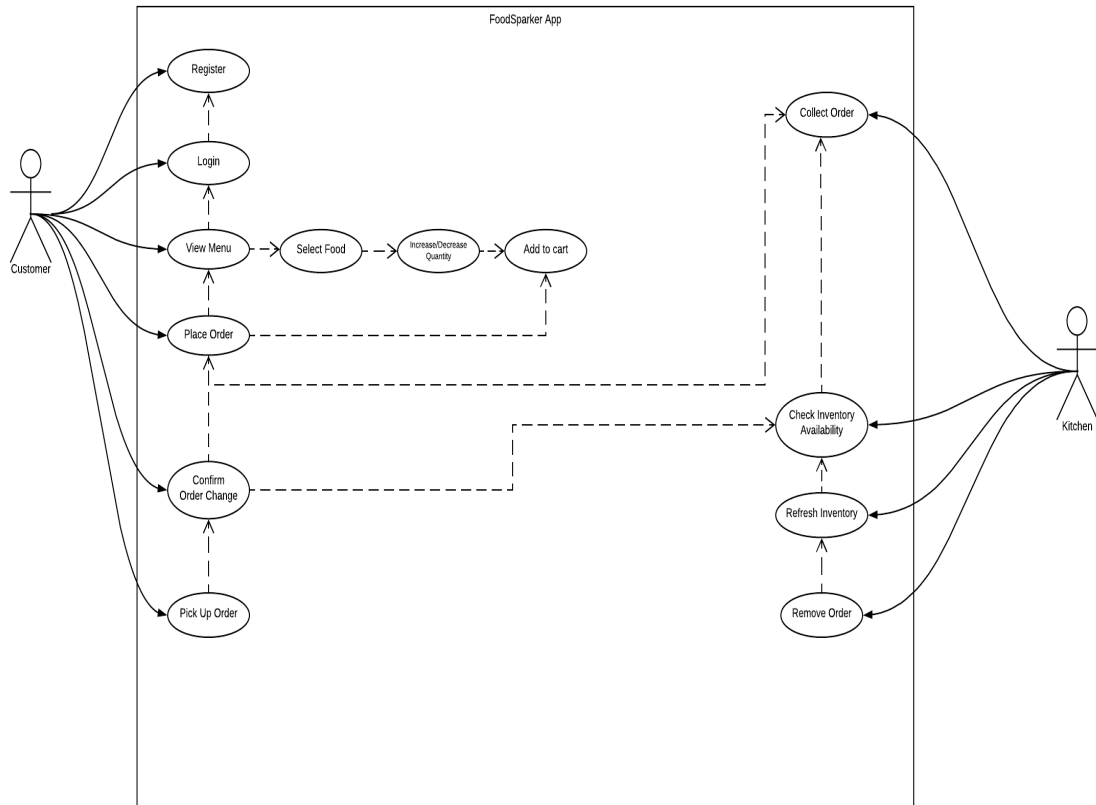 FoodSparker App
Register
Collect Order
Login
Customer
View Menu
Select Food
Increase/Decrease
Quantity
Add to cart
Place Order
Check Inventory
Availability
Kitchen
Confirm
Order Change
Refresh Inventory
Pick Up Order
Remove Order